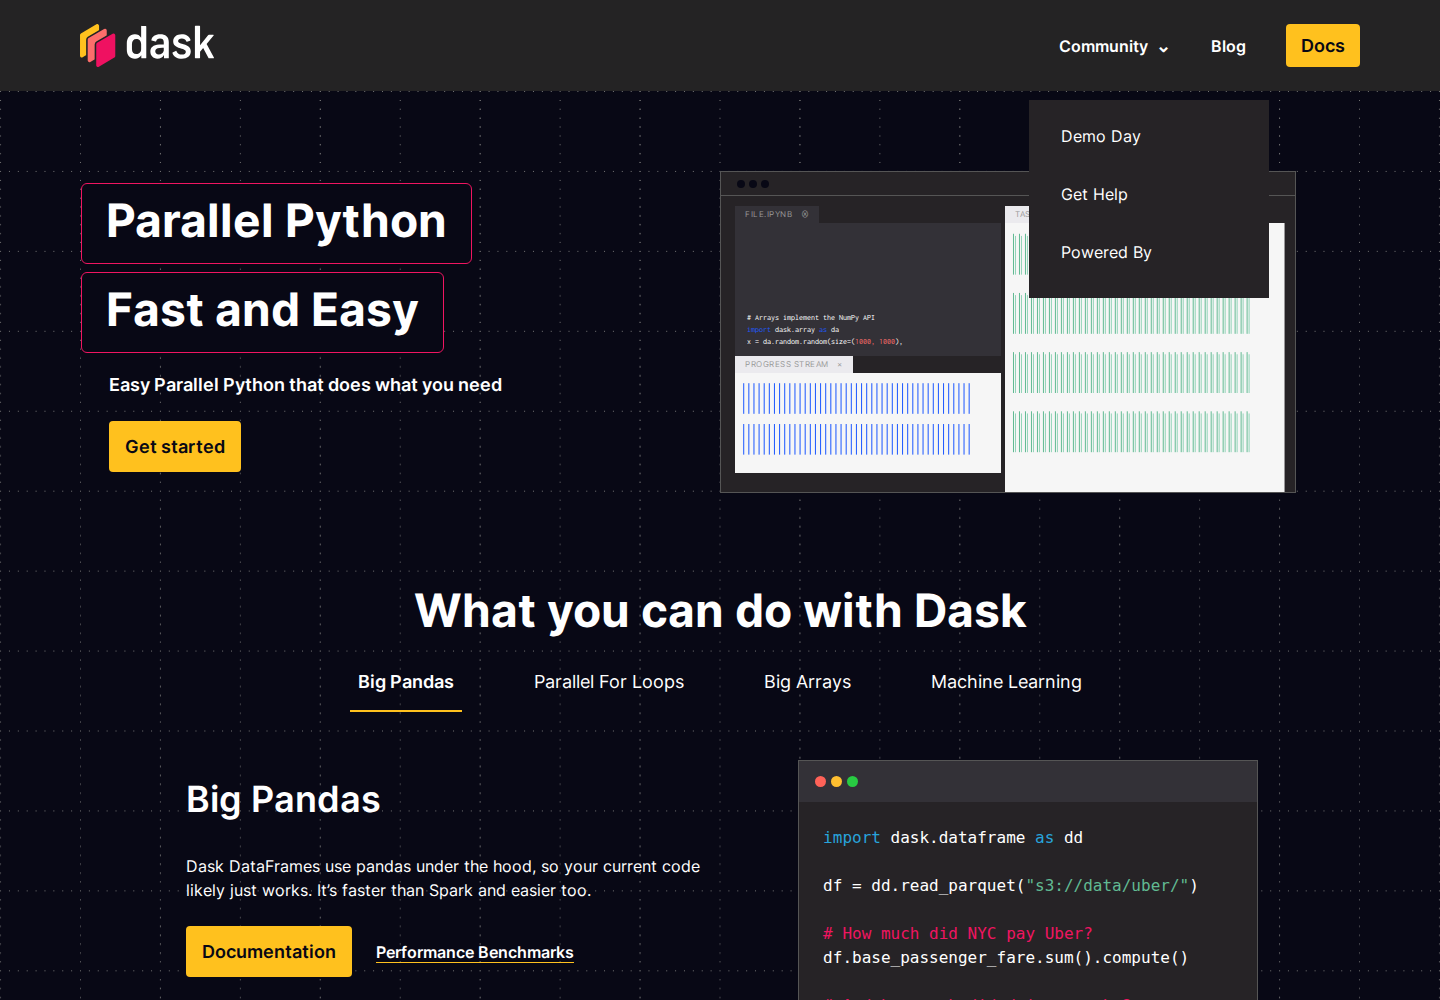 dask
Community
Blog
Docs
Demo Day
Get Help
Powered By
Parallel Python
Fast and Easy
Easy Parallel Python that does what you need
Get started
FILE.IPYNB
# Arrays implement the NumPy API
import dask.array as da
x = da.random.random(size=(1000, 1000),
PROGRESS STREAM
What you can do with Dask
Big Pandas
Parallel For Loops
Big Arrays
Machine Learning
Big Pandas
Dask DataFrames use pandas under the hood, so your current code
likely just works. It’s faster than Spark and easier too.
Documentation
Performance Benchmarks
import dask.dataframe as dd
df = dd.read_parquet("s3://data/uber/")
# How much did NYC pay Uber?
df.base_passenger_fare.sum().compute()